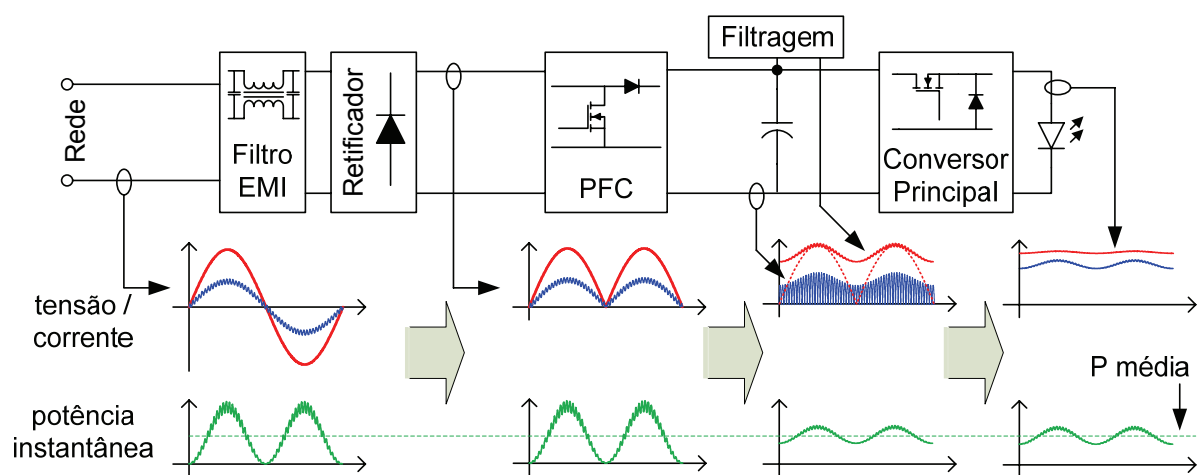 Filtragem
Rede
Filtro
EMI
Retificador
PFC
Conversor
Principal
tensão /
corrente
P média
potência
instantânea